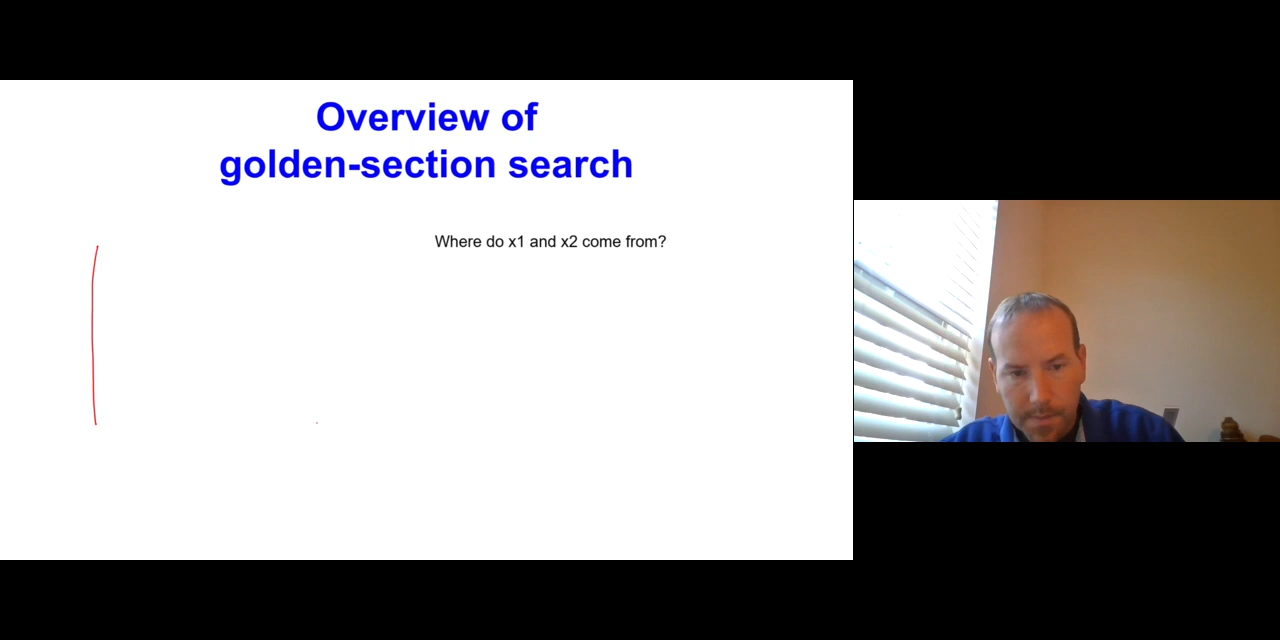 Overview of
golden-section search
Where do x1 and x2 come from?